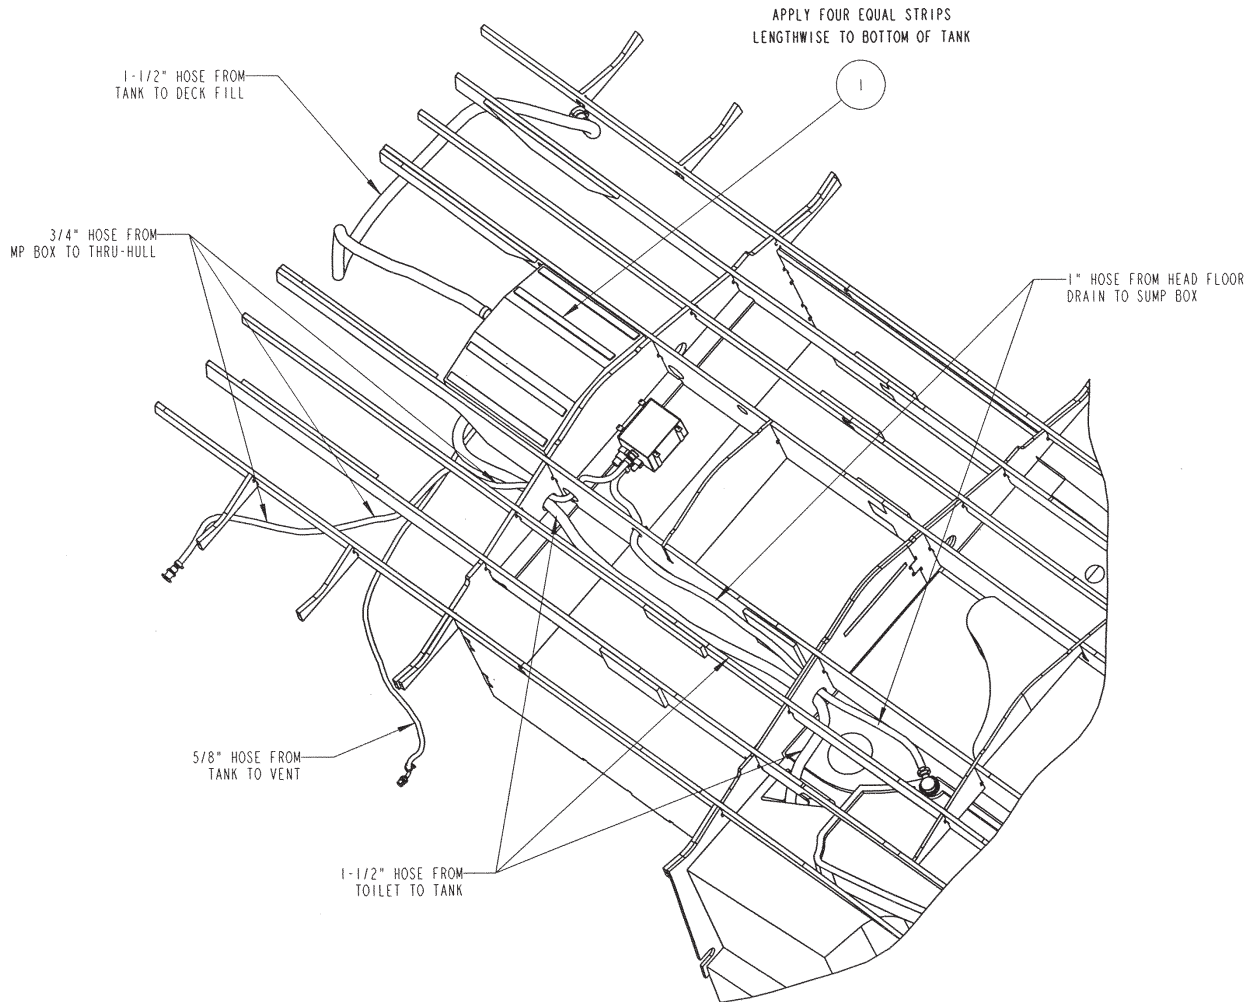 APPLY FOUR EQUAL STRIPS
LENGTHWISE TO BOTTOM OF TANK
1
1-1/2" HOSE FROM
TANK TO DECK FILL
3/4" HOSE FROM
MP BOX TO THRU-HULL
1" HOSE FROM HEAD FLOOR
DRAIN TO SUMP BOX
5/8" HOSE FROM
TANK TO VENT
1-1/2" HOSE FROM
TOILET TO TANK